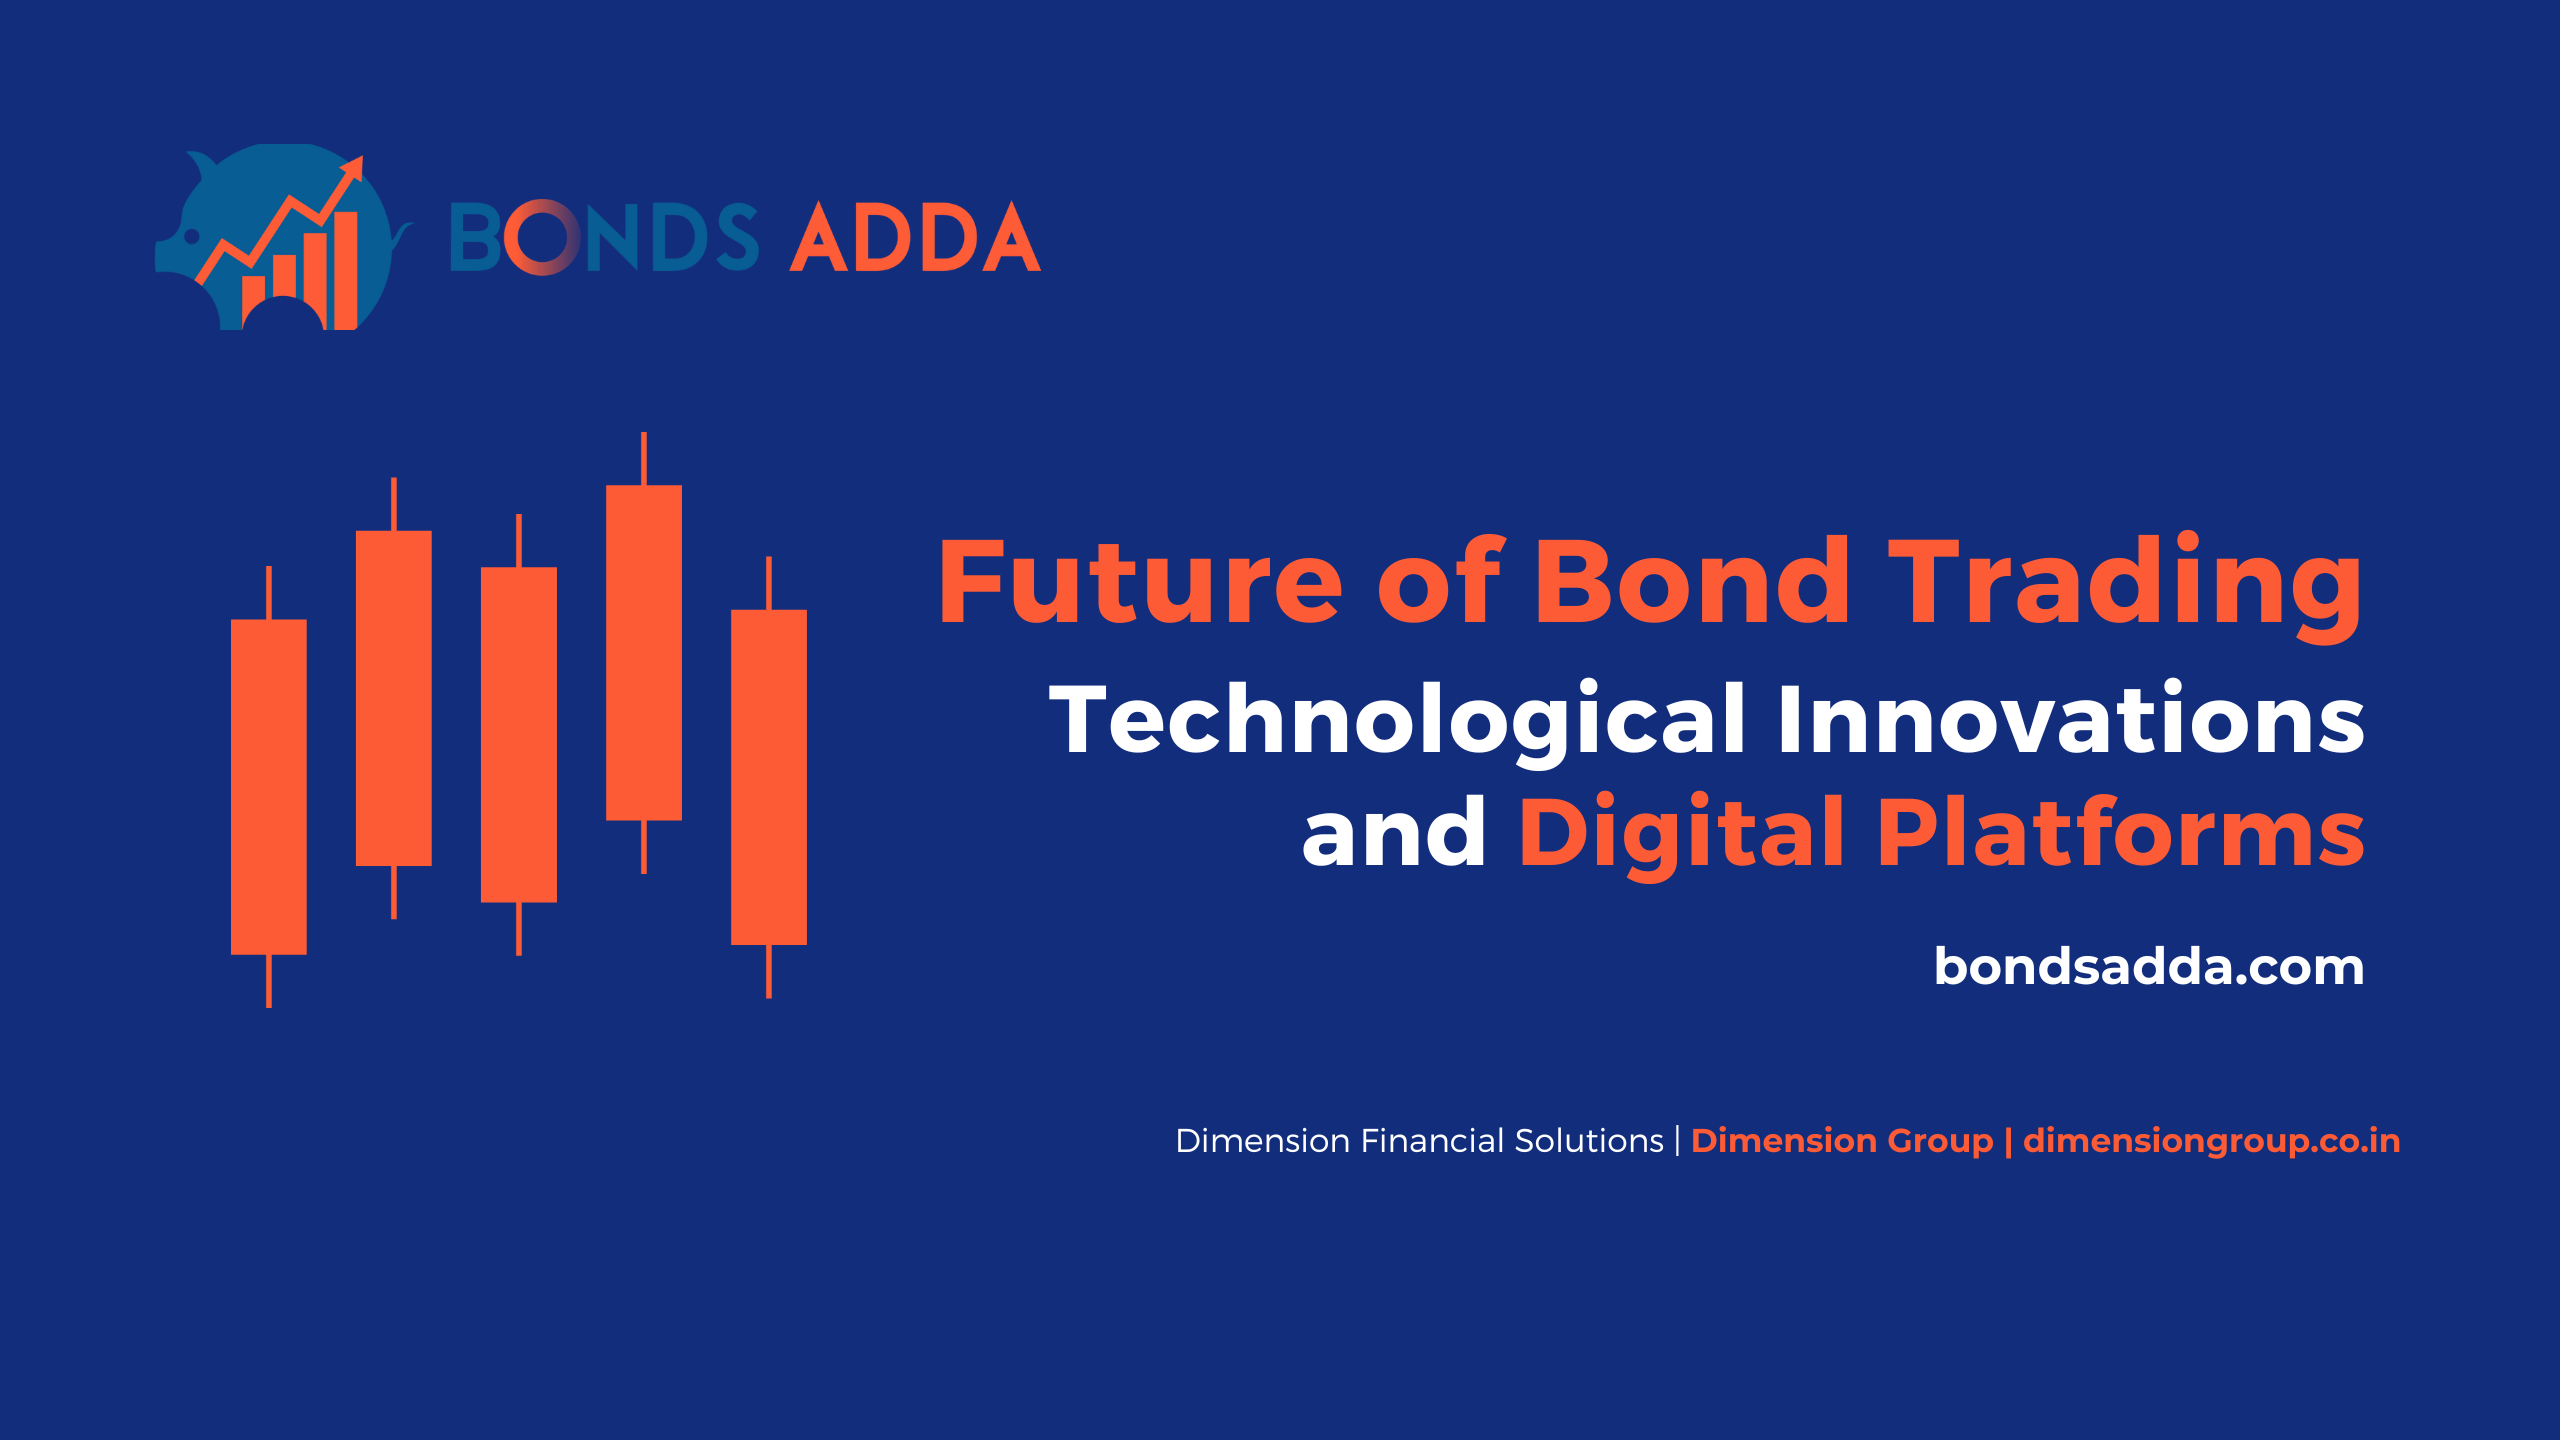 BONDS ADDA
Future of Bond Trading
Technological Innovations
and Digital Platforms
bondsadda.com
Dimension Financial Solutions | Dimension Group | dimensiongroup.co.in